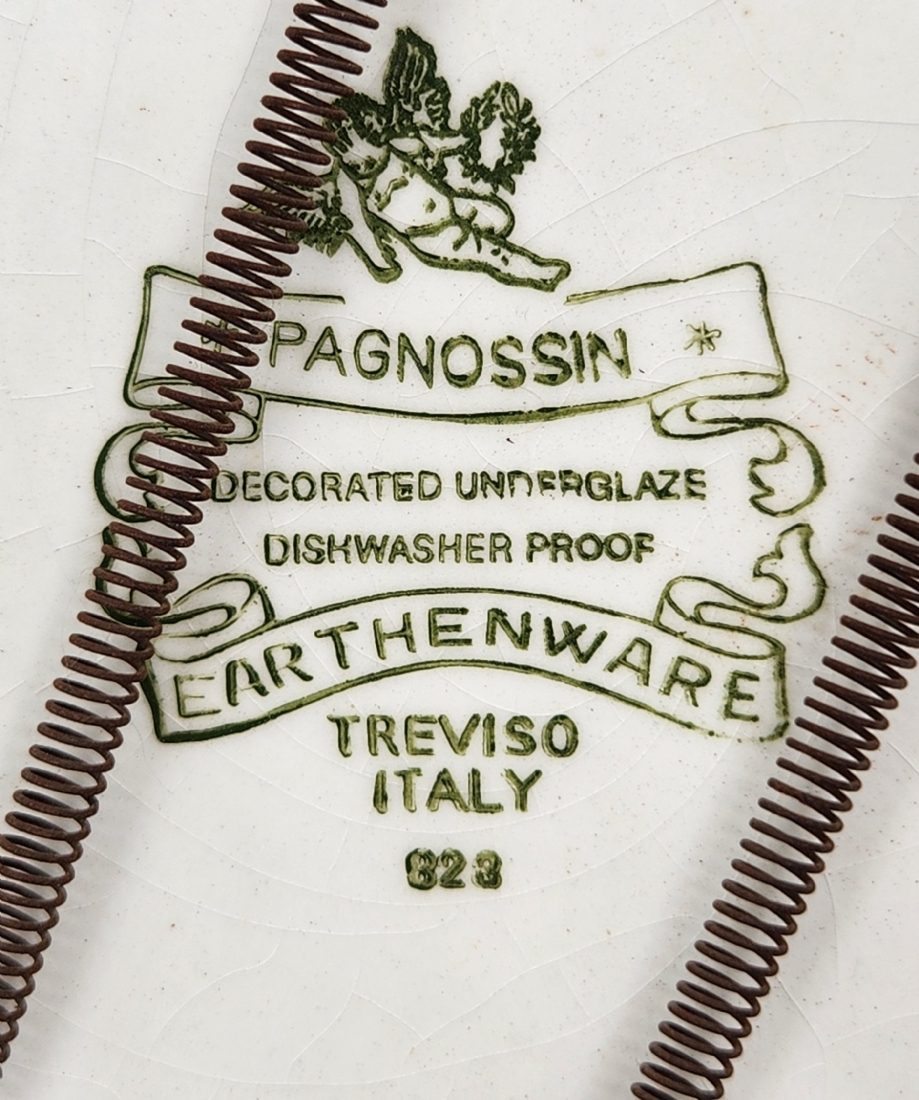 * PAGNOSSIN *
DECORATED UNDERGLAZE
DISHWASHER PROOF
EARTHENWARE
TREVISO
ITALY
823